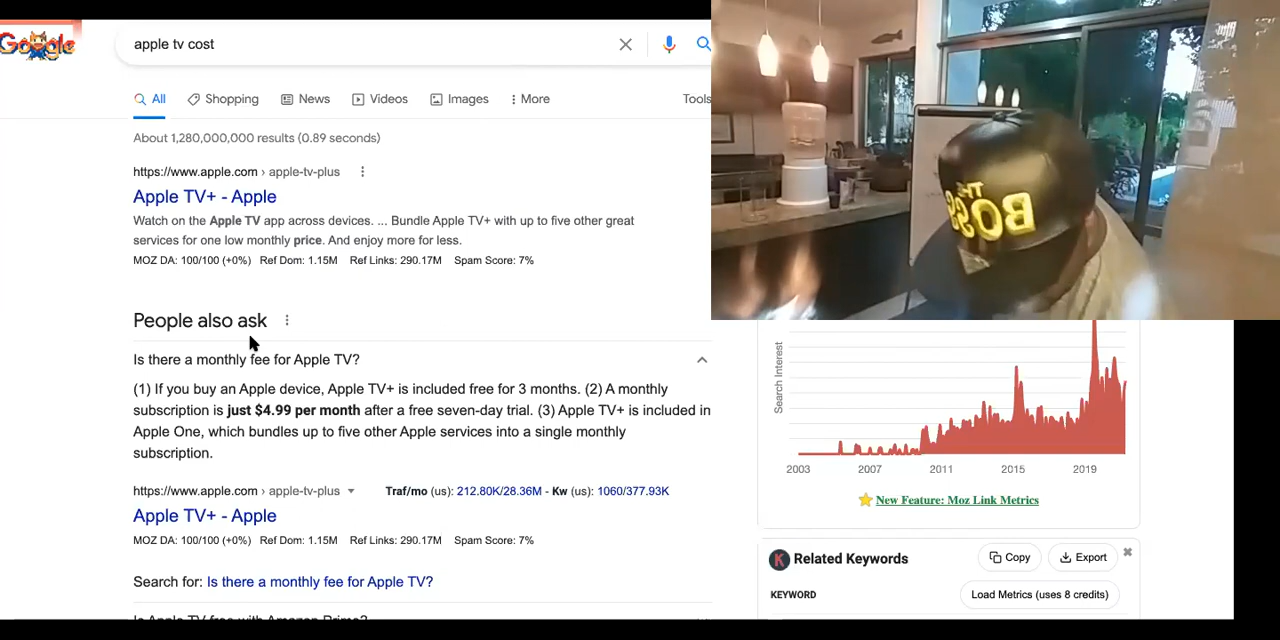 Google
apple tv cost
All
Shopping
News
Videos
Images
More
Tools
About 1,280,000,000 results (0.89 seconds)
https://www.apple.com › apple-tv-plus
Apple TV+ - Apple
Watch on the Apple TV app across devices. ... Bundle Apple TV+ with up to five other great
services for one low monthly price. And enjoy more for less.
MOZ DA: 100/100 (+0%) Ref Dom: 1.15M Ref Links: 290.17M Spam Score: 7%
People also ask
Is there a monthly fee for Apple TV?
(1) If you buy an Apple device, Apple TV+ is included free for 3 months. (2) A monthly
subscription is just $4.99 per month after a free seven-day trial. (3) Apple TV+ is included in
Apple One, which bundles up to five other Apple services into a single monthly
subscription.
https://www.apple.com › apple-tv-plus Traf/mo (us): 212.80K/28.36M - Kw (us): 1060/377.93K
Apple TV+ - Apple
MOZ DA: 100/100 (+0%) Ref Dom: 1.15M Ref Links: 290.17M Spam Score: 7%
Search for: Is there a monthly fee for Apple TV?
Is Apple TV free with Amazon Prime?
THE
BOSS
Search Interest
2003
2007
2011
2015
2019
New Feature: Moz Link Metrics
K Related Keywords
Copy
Export
KEYWORD
Load Metrics (uses 8 credits)